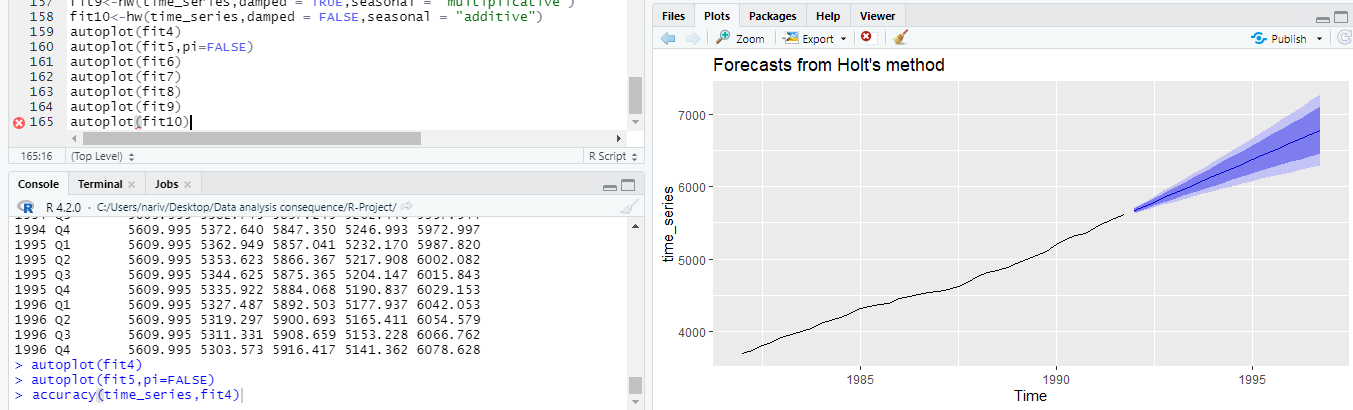 157 fit9<-hw(time_series,damped = TRUE,seasonal = "multiplicative")
158 fit10<-hw(time_series,damped = FALSE,seasonal = "additive")
159 autoplot(fit4)
160 autoplot(fit5,pi=FALSE)
161 autoplot(fit6)
162 autoplot(fit7)
163 autoplot(fit8)
164 autoplot(fit9)
165 autoplot(fit10)
165:16 (Top Level) R Script
Console Terminal Jobs
R 4.2.0 · C:/Users/nariv/Desktop/Data analysis consequence/R-Project/
1994 Q4 5609.995 5372.640 5847.350 5246.993 5972.997
1995 Q1 5609.995 5362.949 5857.041 5232.170 5987.820
1995 Q2 5609.995 5353.623 5866.367 5217.908 6002.082
1995 Q3 5609.995 5344.625 5875.365 5204.147 6015.843
1995 Q4 5609.995 5335.922 5884.068 5190.837 6029.153
1996 Q1 5609.995 5327.487 5892.503 5177.937 6042.053
1996 Q2 5609.995 5319.297 5900.693 5165.411 6054.579
1996 Q3 5609.995 5311.331 5908.659 5153.228 6066.762
1996 Q4 5609.995 5303.573 5916.417 5141.362 6078.628
> autoplot(fit4)
> autoplot(fit5,pi=FALSE)
> accuracy(time_series,fit4)
Files Plots Packages Help Viewer
Zoom Export Publish
Forecasts from Holt's method
7000
6000
5000
4000
time_series
1985 1990 1995
Time